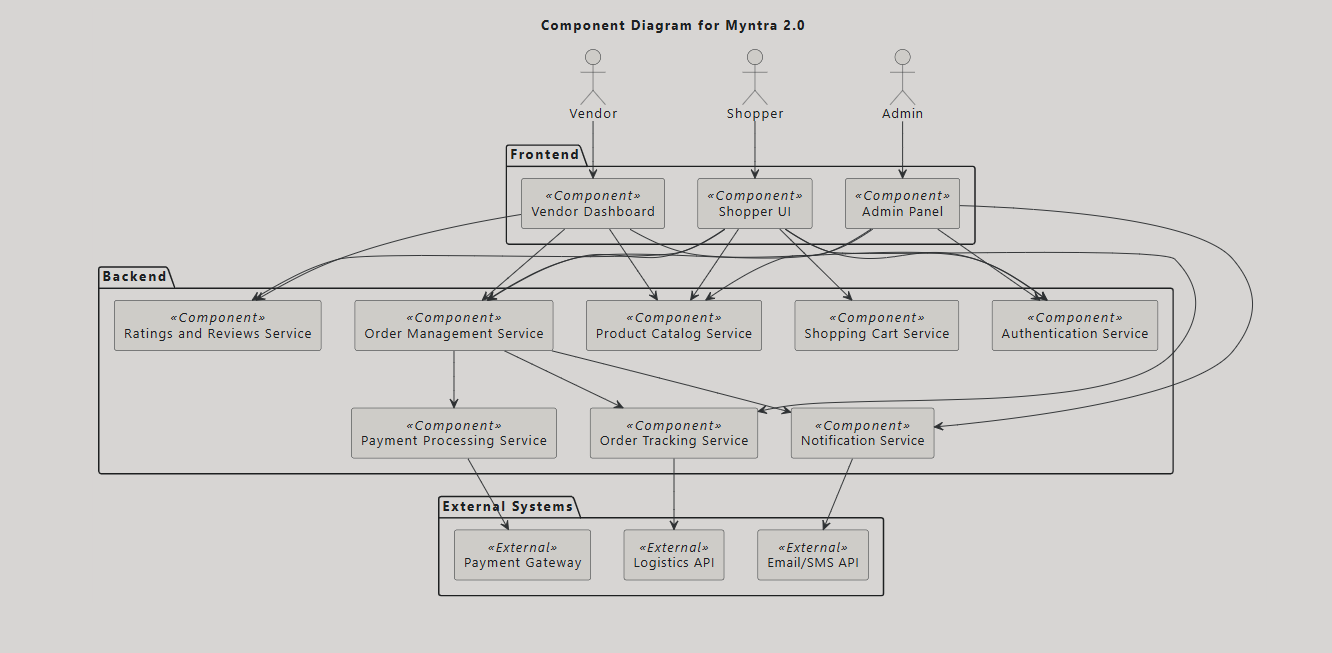 Component Diagram for Myntra 2.0
Vendor
Shopper
Admin
Frontend
«Component»
Vendor Dashboard
«Component»
Shopper UI
«Component»
Admin Panel
Backend
«Component»
Ratings and Reviews Service
«Component»
Order Management Service
«Component»
Product Catalog Service
«Component»
Shopping Cart Service
«Component»
Authentication Service
«Component»
Payment Processing Service
«Component»
Order Tracking Service
«Component»
Notification Service
External Systems
«External»
Payment Gateway
«External»
Logistics API
«External»
Email/SMS API